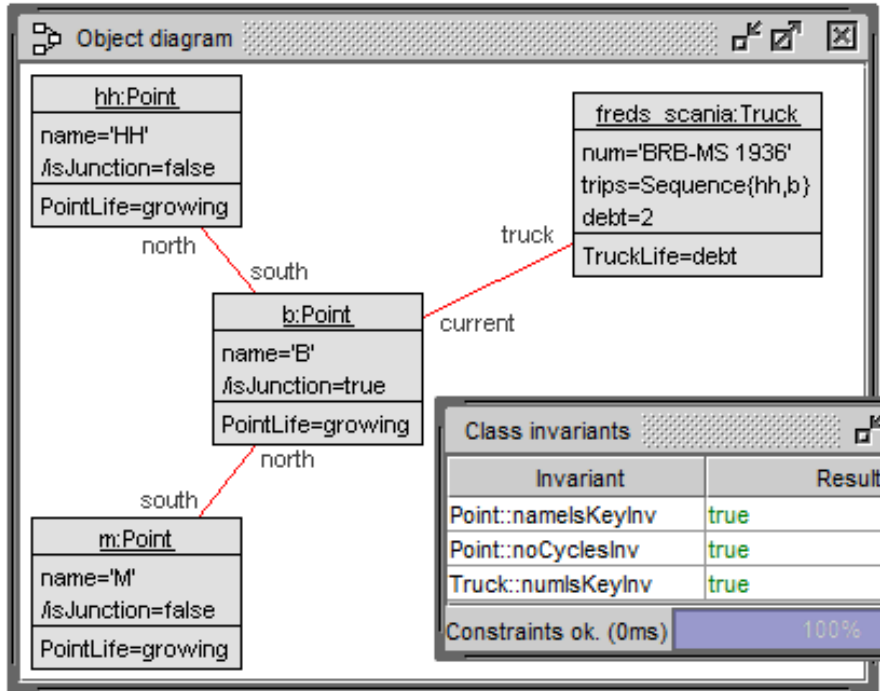 Object diagram
hh:Point
name='HH'
/isJunction=false
PointLife=growing
freds_scania:Truck
num='BRB-MS 1936'
trips=Sequence{hh,b}
debt=2
TruckLife=debt
north
south
truck
current
b:Point
name='B'
/isJunction=true
PointLife=growing
north
south
m:Point
name='M'
/isJunction=false
PointLife=growing
Class invariants
Invariant Result
Point::nameIsKeyInv true
Point::noCyclesInv true
Truck::numIsKeyInv true
Constraints ok. (0ms) 100%